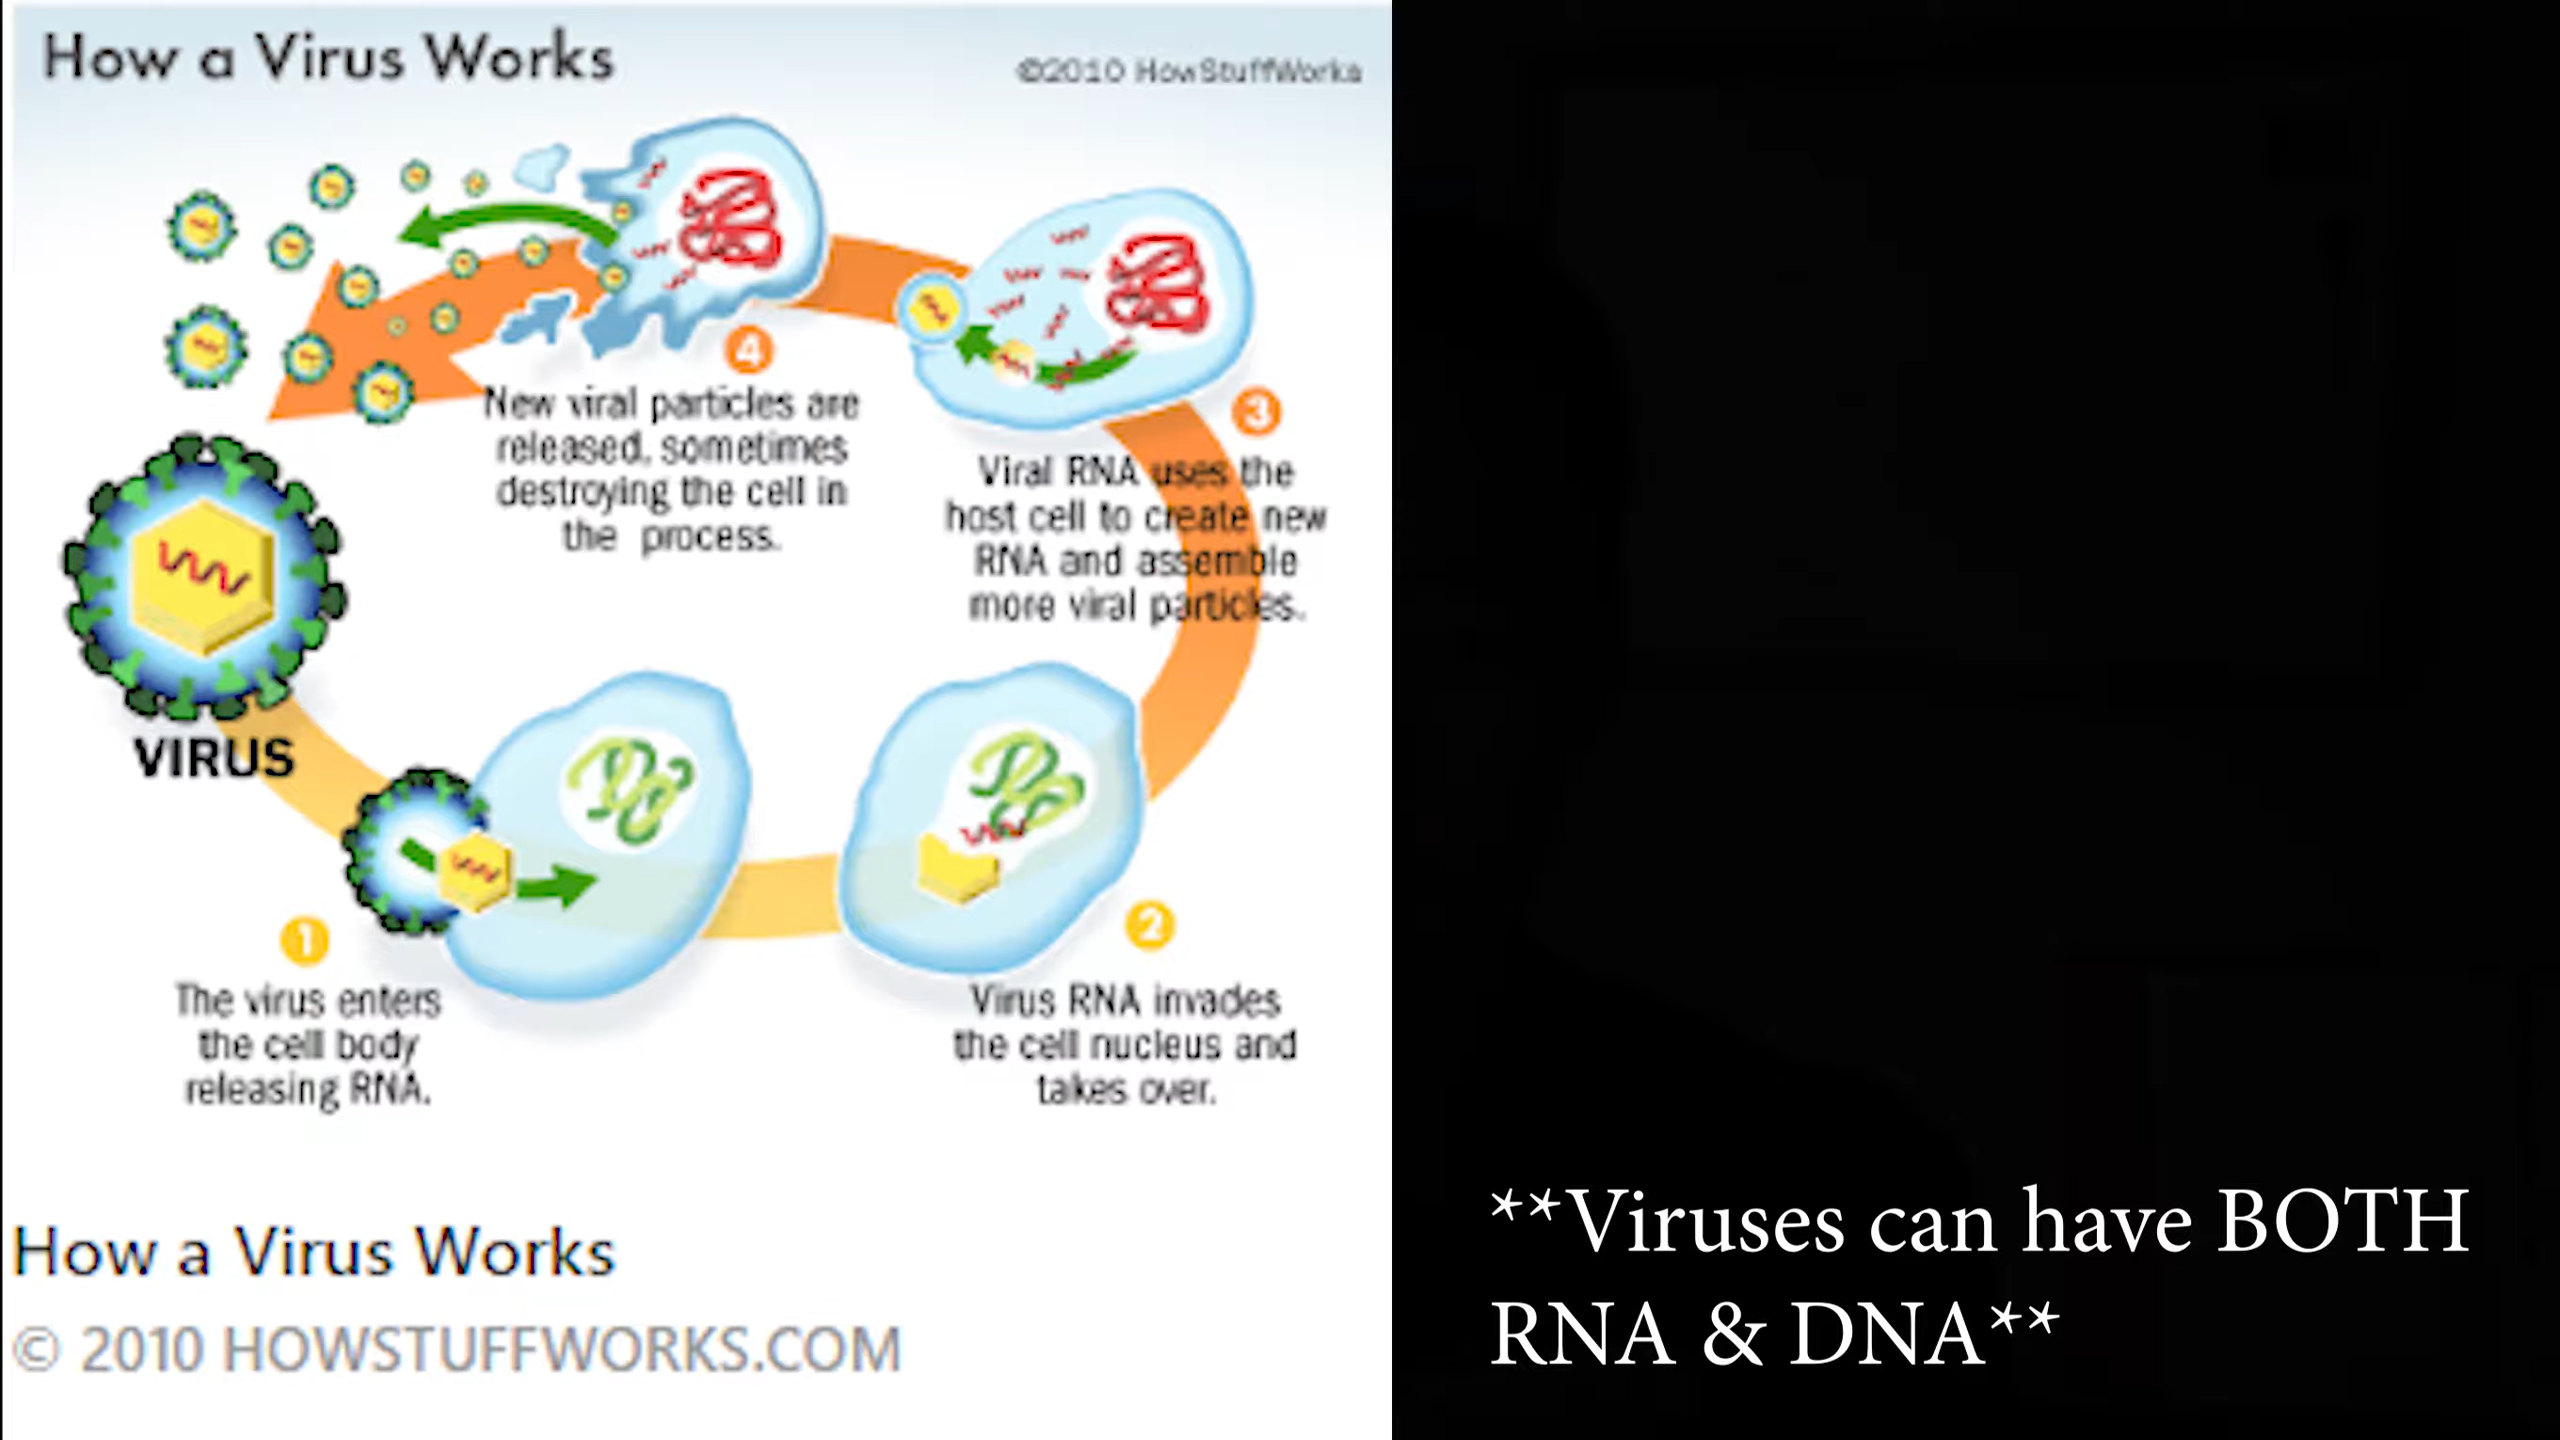 How a Virus Works
©2010 HowStuffWorks
4
New viral particles are
released, sometimes
destroying the cell in
the process.
3
Viral RNA uses the
host cell to create new
RNA and assemble
more viral particles.
VIRUS
1
The virus enters
the cell body
releasing RNA.
2
Virus RNA invades
the cell nucleus and
takes over.
How a Virus Works
© 2010 HOWSTUFFWORKS.COM
**Viruses can have BOTH
RNA & DNA**